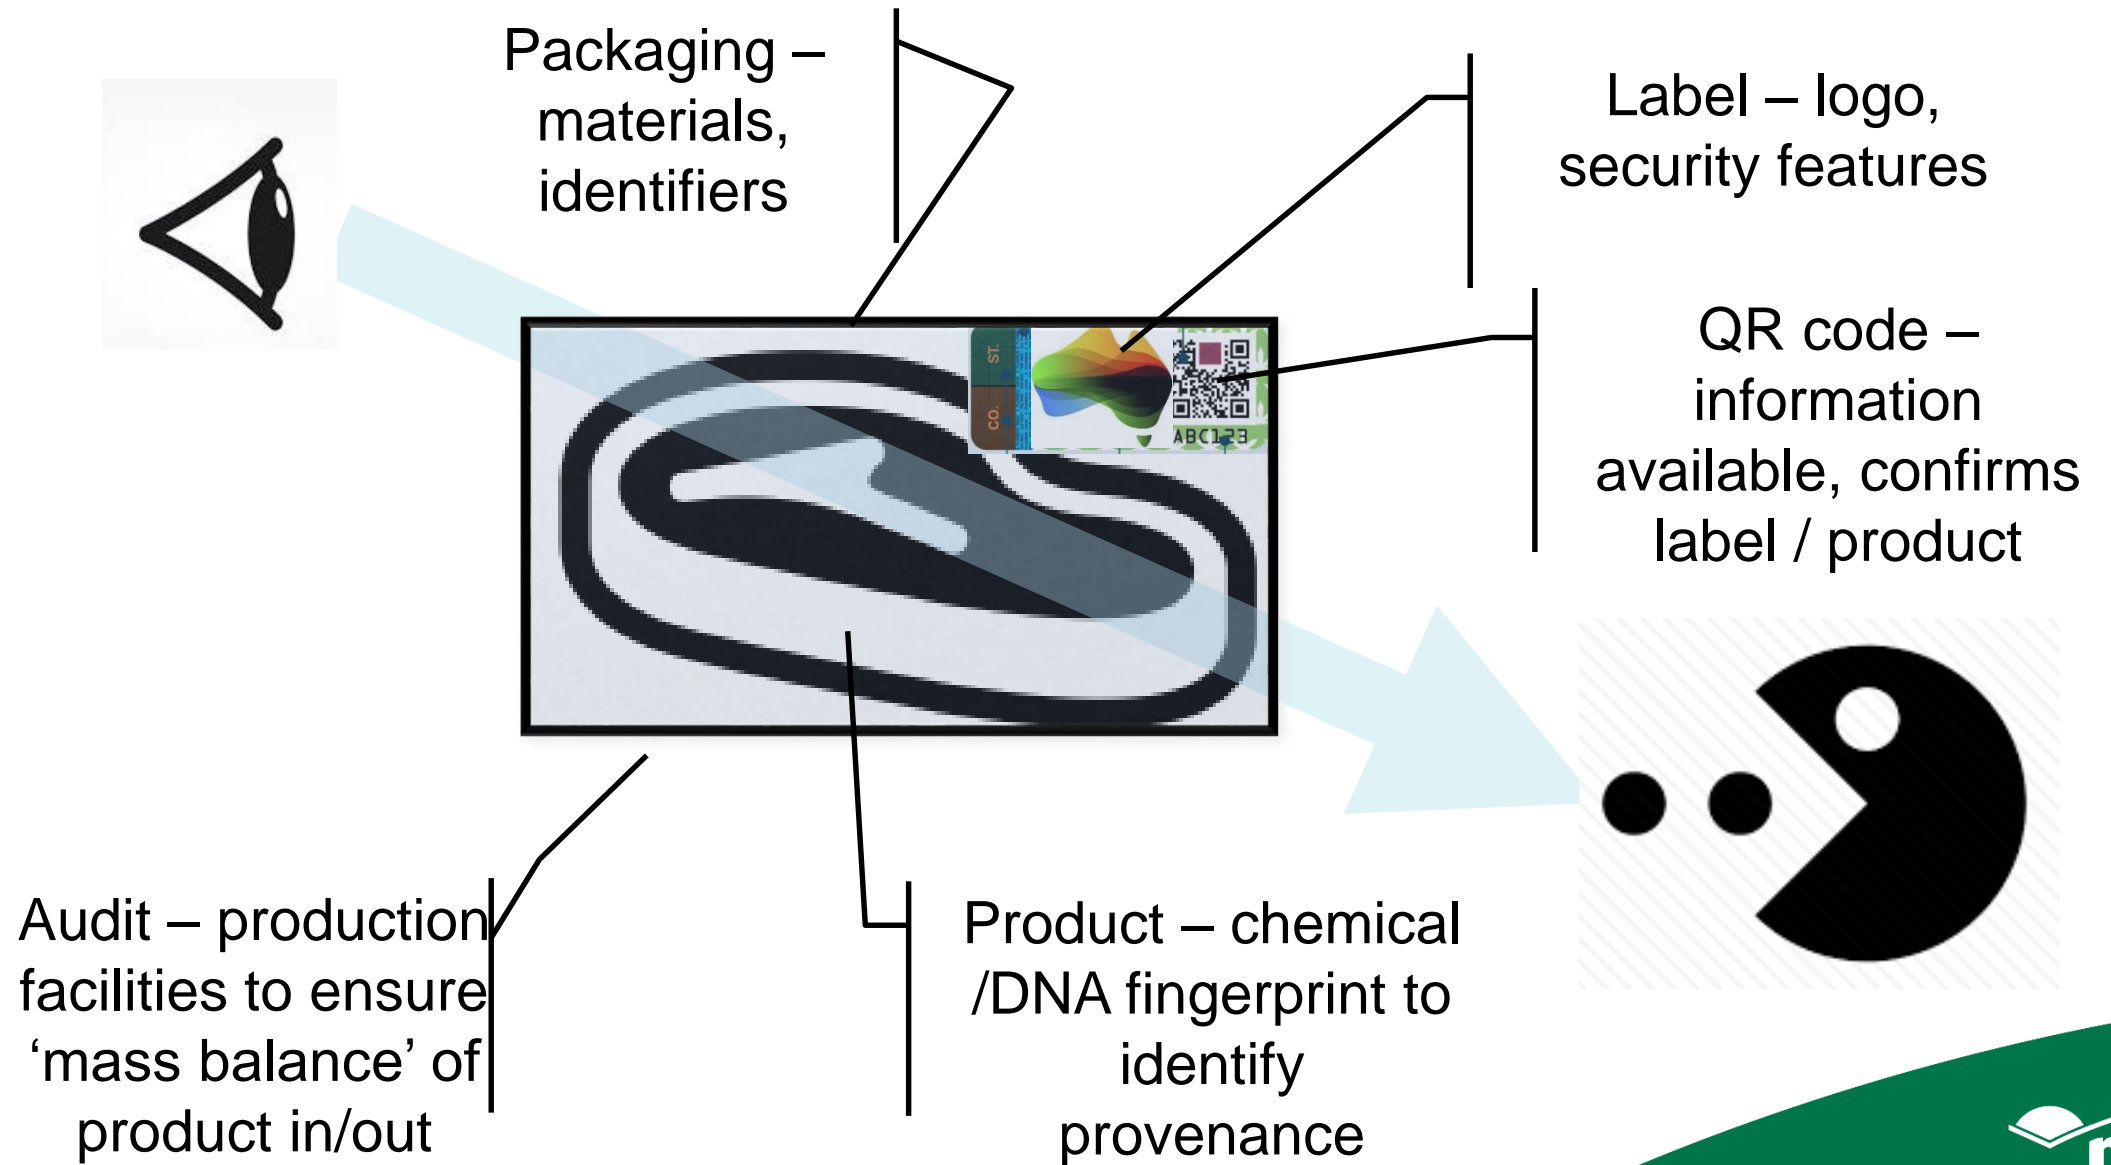 Packaging –
materials,
identifiers
Label – logo,
security features
QR code –
information
available, confirms
label / product
ST.
CO.
ABC123
Audit – production
facilities to ensure
‘mass balance’ of
product in/out
Product – chemical
/DNA fingerprint to
identify
provenance